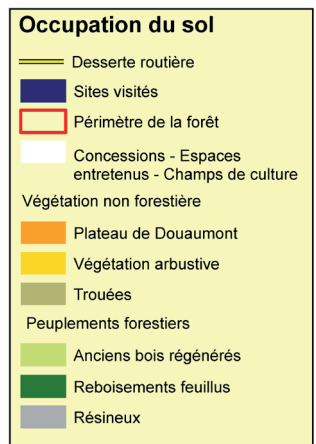 Occupation du sol
Desserte routière
Sites visités
Périmètre de la forêt
Concessions - Espaces
entretenus - Champs de culture
Végétation non forestière
Plateau de Douaumont
Végétation arbustive
Trouées
Peuplements forestiers
Anciens bois régénérés
Reboisements feuillus
Résineux